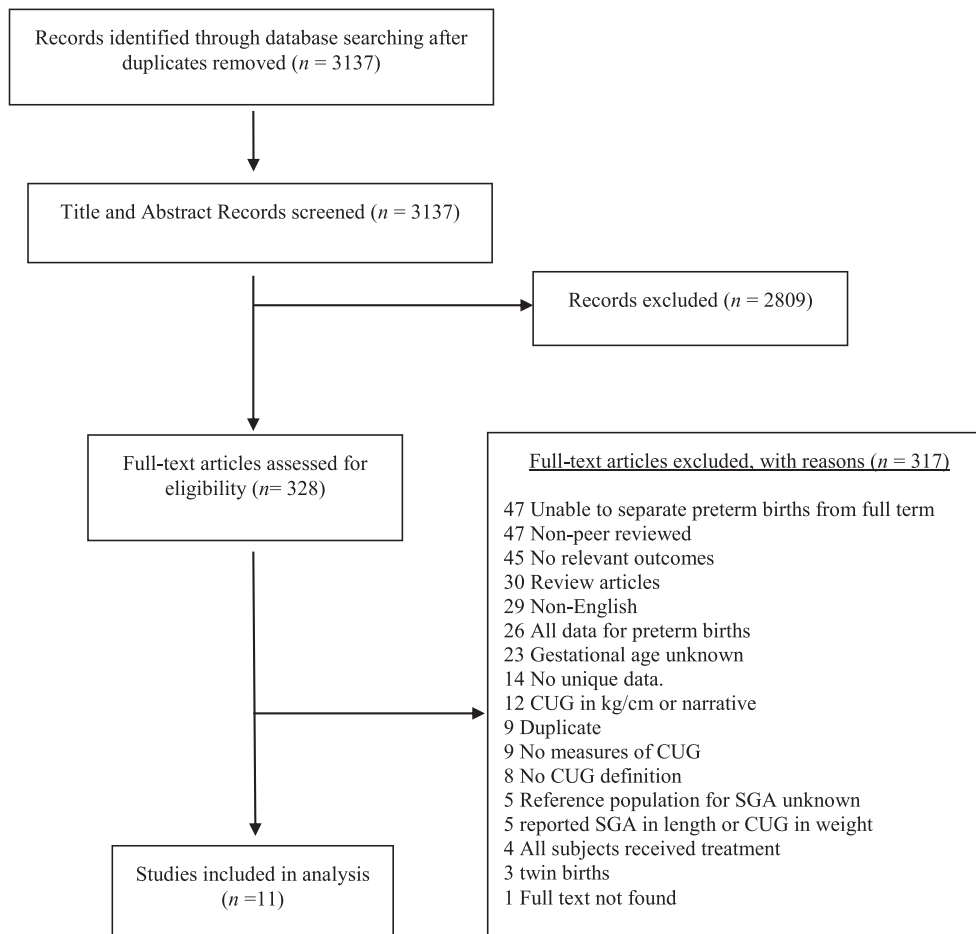 Records identified through database searching after
duplicates removed (n = 3137)
Title and Abstract Records screened (n = 3137)
Records excluded (n = 2809)
Full-text articles assessed for
eligibility (n= 328)
Full-text articles excluded, with reasons (n = 317)
47 Unable to separate preterm births from full term
47 Non-peer reviewed
45 No relevant outcomes
30 Review articles
29 Non-English
26 All data for preterm births
23 Gestational age unknown
14 No unique data.
12 CUG in kg/cm or narrative
9 Duplicate
9 No measures of CUG
8 No CUG definition
5 Reference population for SGA unknown
5 reported SGA in length or CUG in weight
4 All subjects received treatment
3 twin births
1 Full text not found
Studies included in analysis
(n =11)